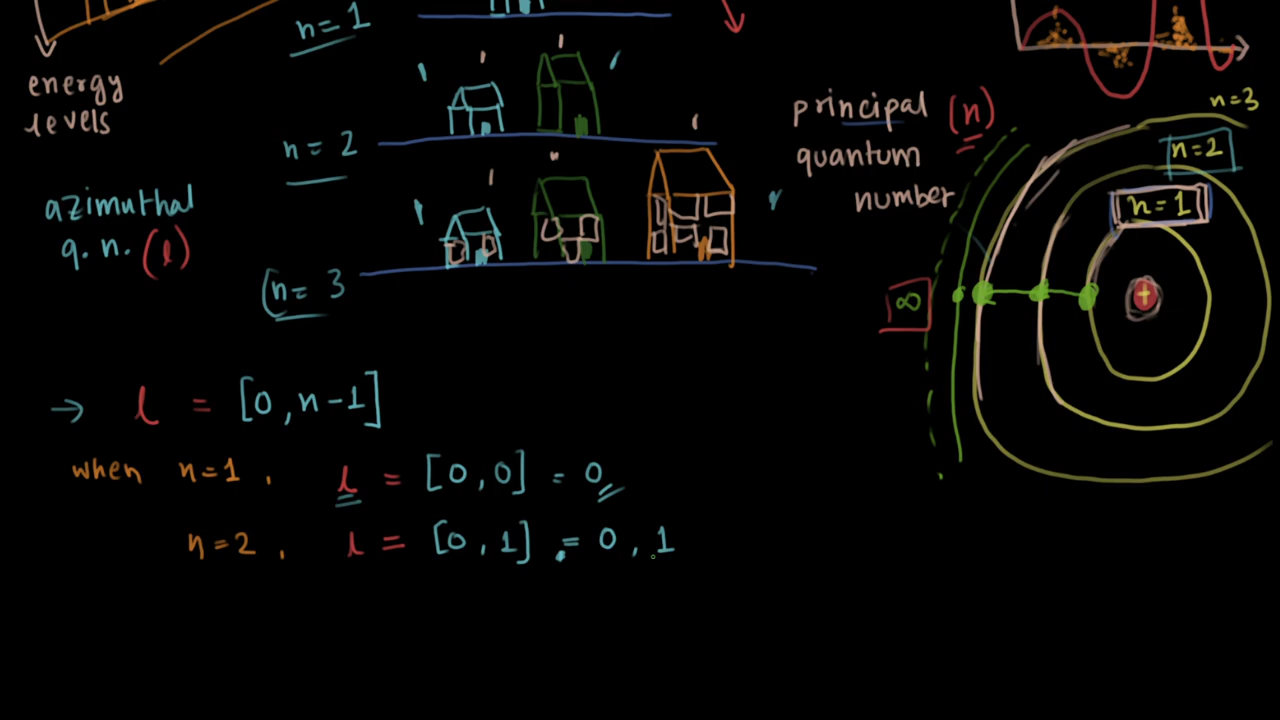 n=1
energy
levels
n = 2
azimuthal
q. n. (l)
n= 3
principal (n)
quantum
number
n=3
n=2
n=1
+
∞
→ l = [0, n-1]
when n=1, l = [0, 0] = 0
n=2, l = [0, 1] = 0, 1